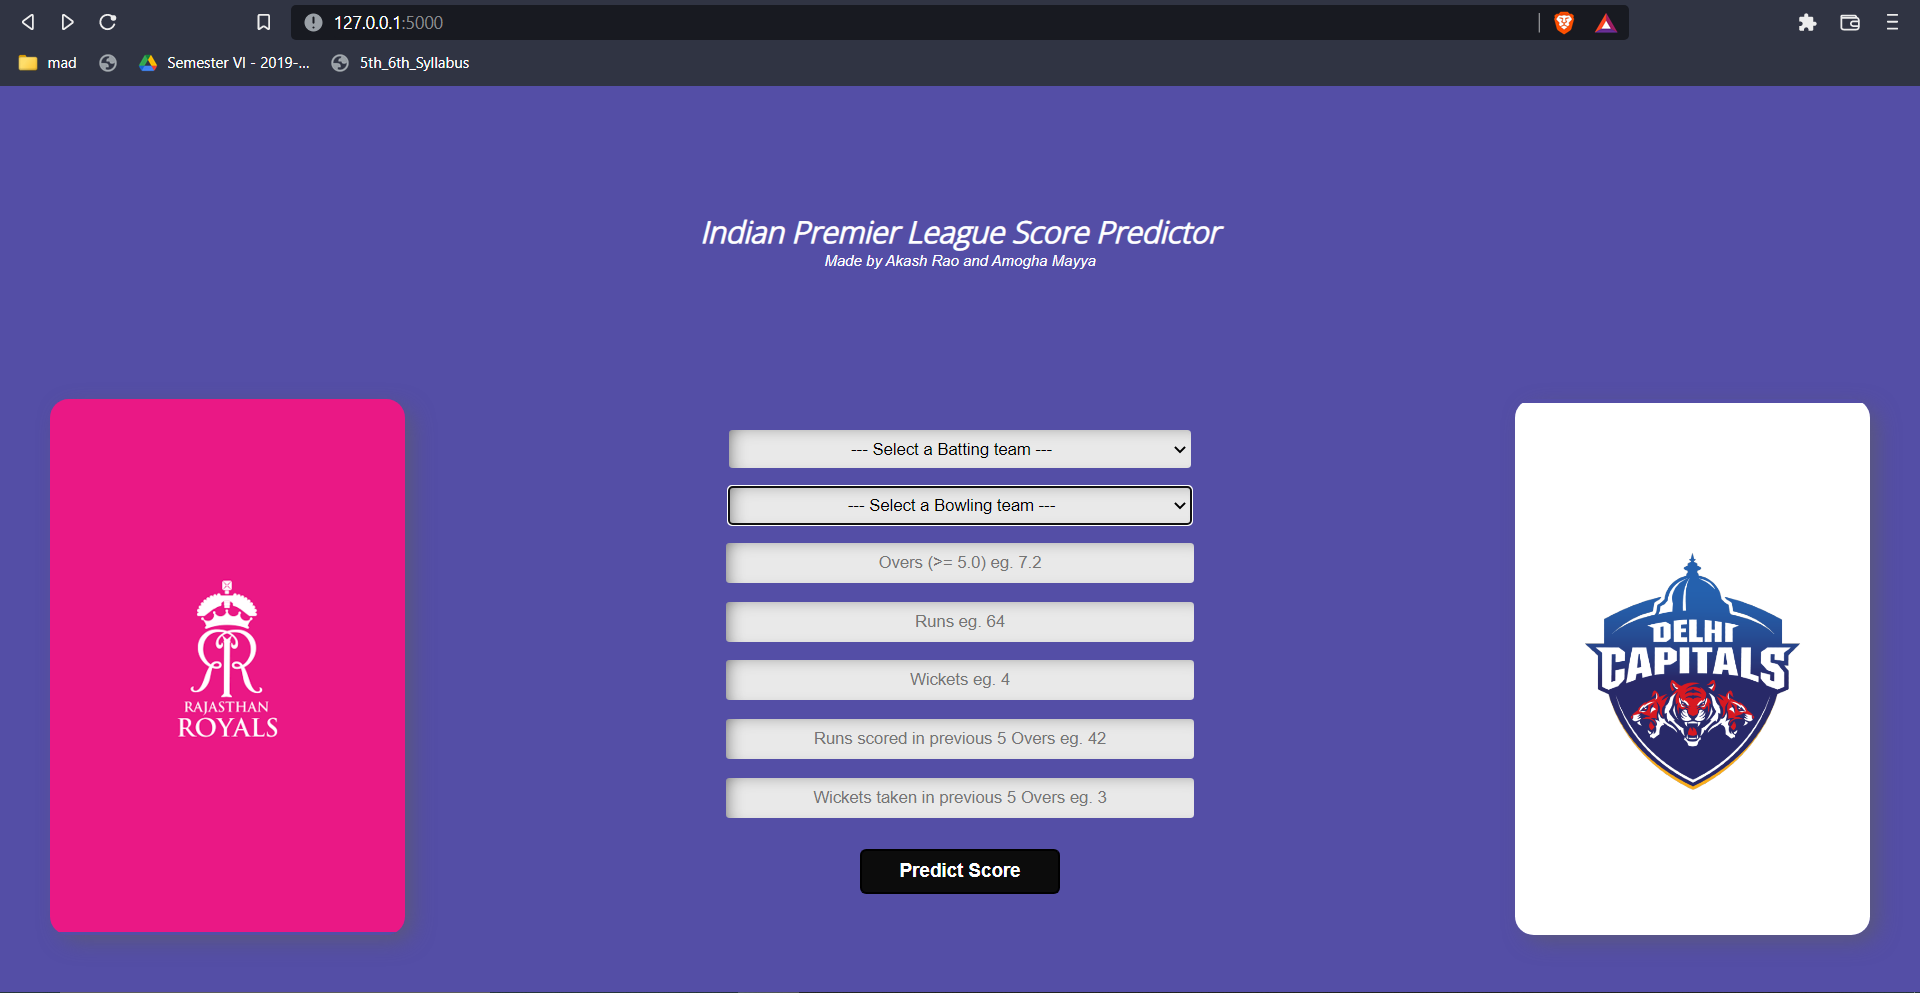 127.0.0.1:5000
mad
Semester VI - 2019-...
5th_6th_Syllabus
Indian Premier League Score Predictor
Made by Akash Rao and Amogha Mayya
--- Select a Batting team ---
--- Select a Bowling team ---
Overs (>= 5.0) eg. 7.2
Runs eg. 64
Wickets eg. 4
Runs scored in previous 5 Overs eg. 42
Wickets taken in previous 5 Overs eg. 3
Predict Score
RAJASTHAN
ROYALS
DELHI
CAPITALS